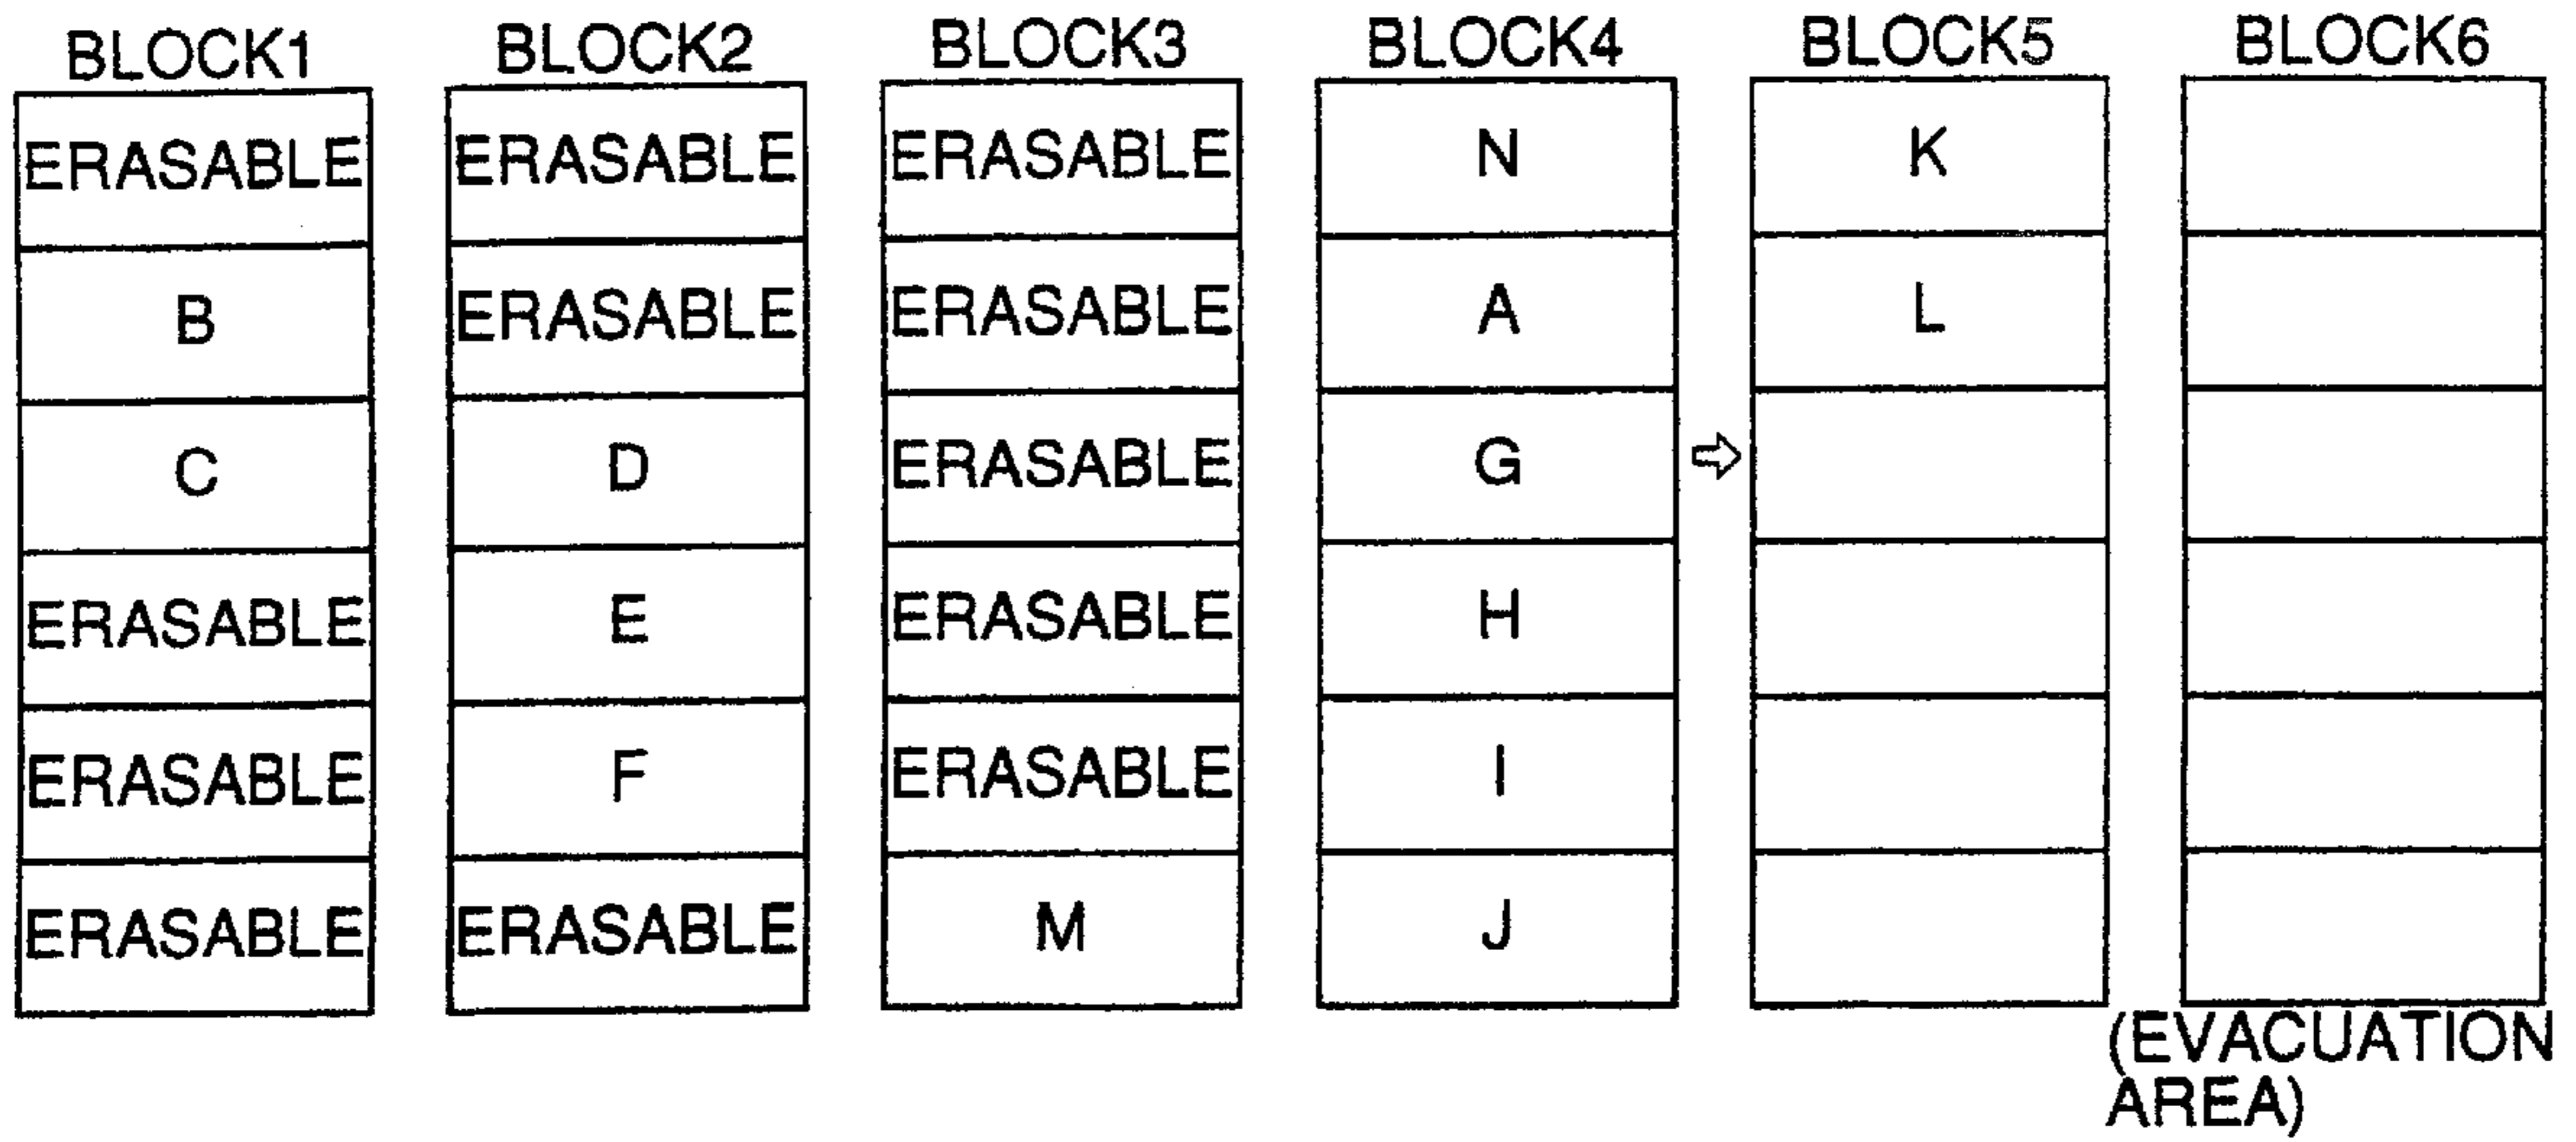 BLOCK1 BLOCK2 BLOCK3 BLOCK4 BLOCK5 BLOCK6
ERASABLE ERASABLE ERASABLE N K
B ERASABLE ERASABLE A L
C D ERASABLE G
ERASABLE E ERASABLE H
ERASABLE F ERASABLE I
ERASABLE ERASABLE M J
(EVACUATION
AREA)